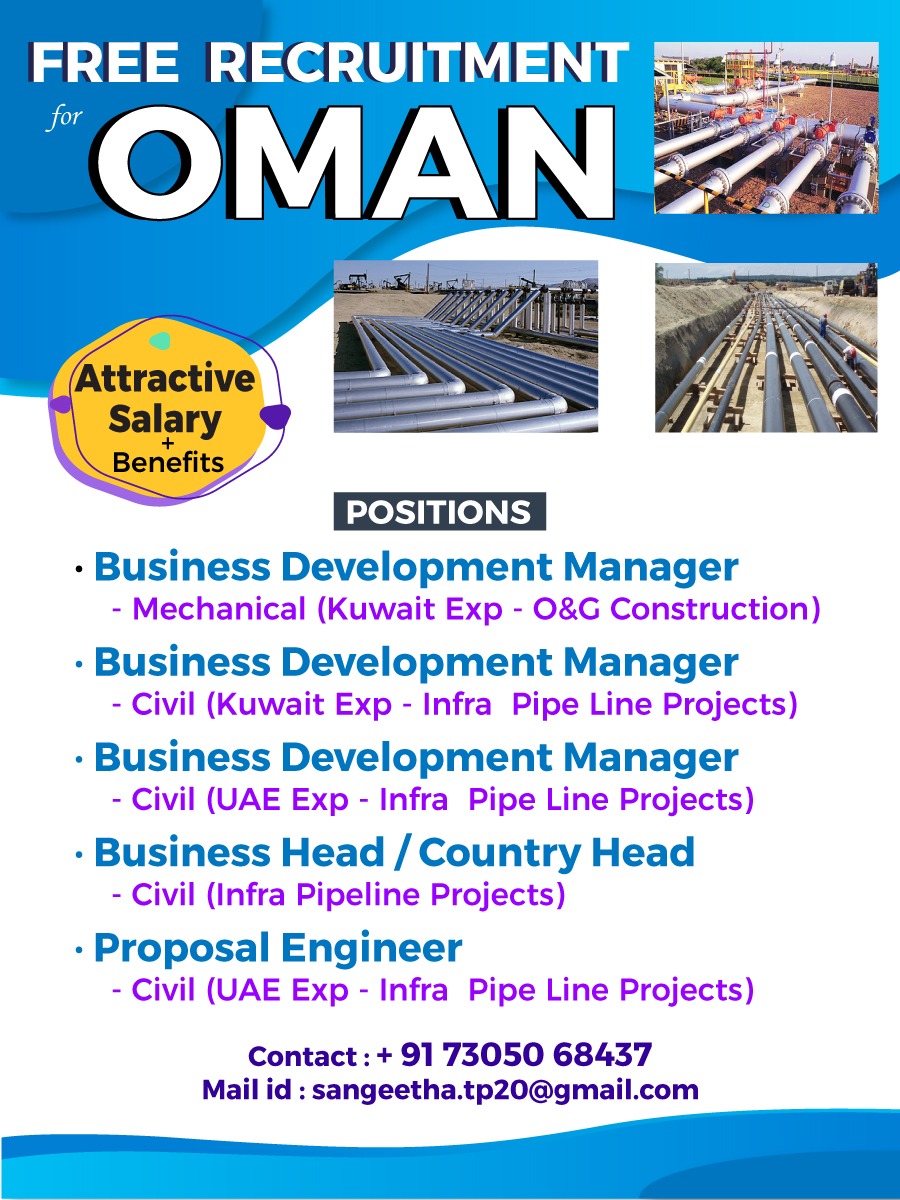 FREE RECRUITMENT
for OMAN
Attractive
Salary
+
Benefits
POSITIONS
· Business Development Manager
- Mechanical (Kuwait Exp - O&G Construction)
· Business Development Manager
- Civil (Kuwait Exp - Infra Pipe Line Projects)
· Business Development Manager
- Civil (UAE Exp - Infra Pipe Line Projects)
· Business Head / Country Head
- Civil (Infra Pipeline Projects)
· Proposal Engineer
- Civil (UAE Exp - Infra Pipe Line Projects)
Contact : + 91 73050 68437
Mail id : sangeetha.tp20@gmail.com